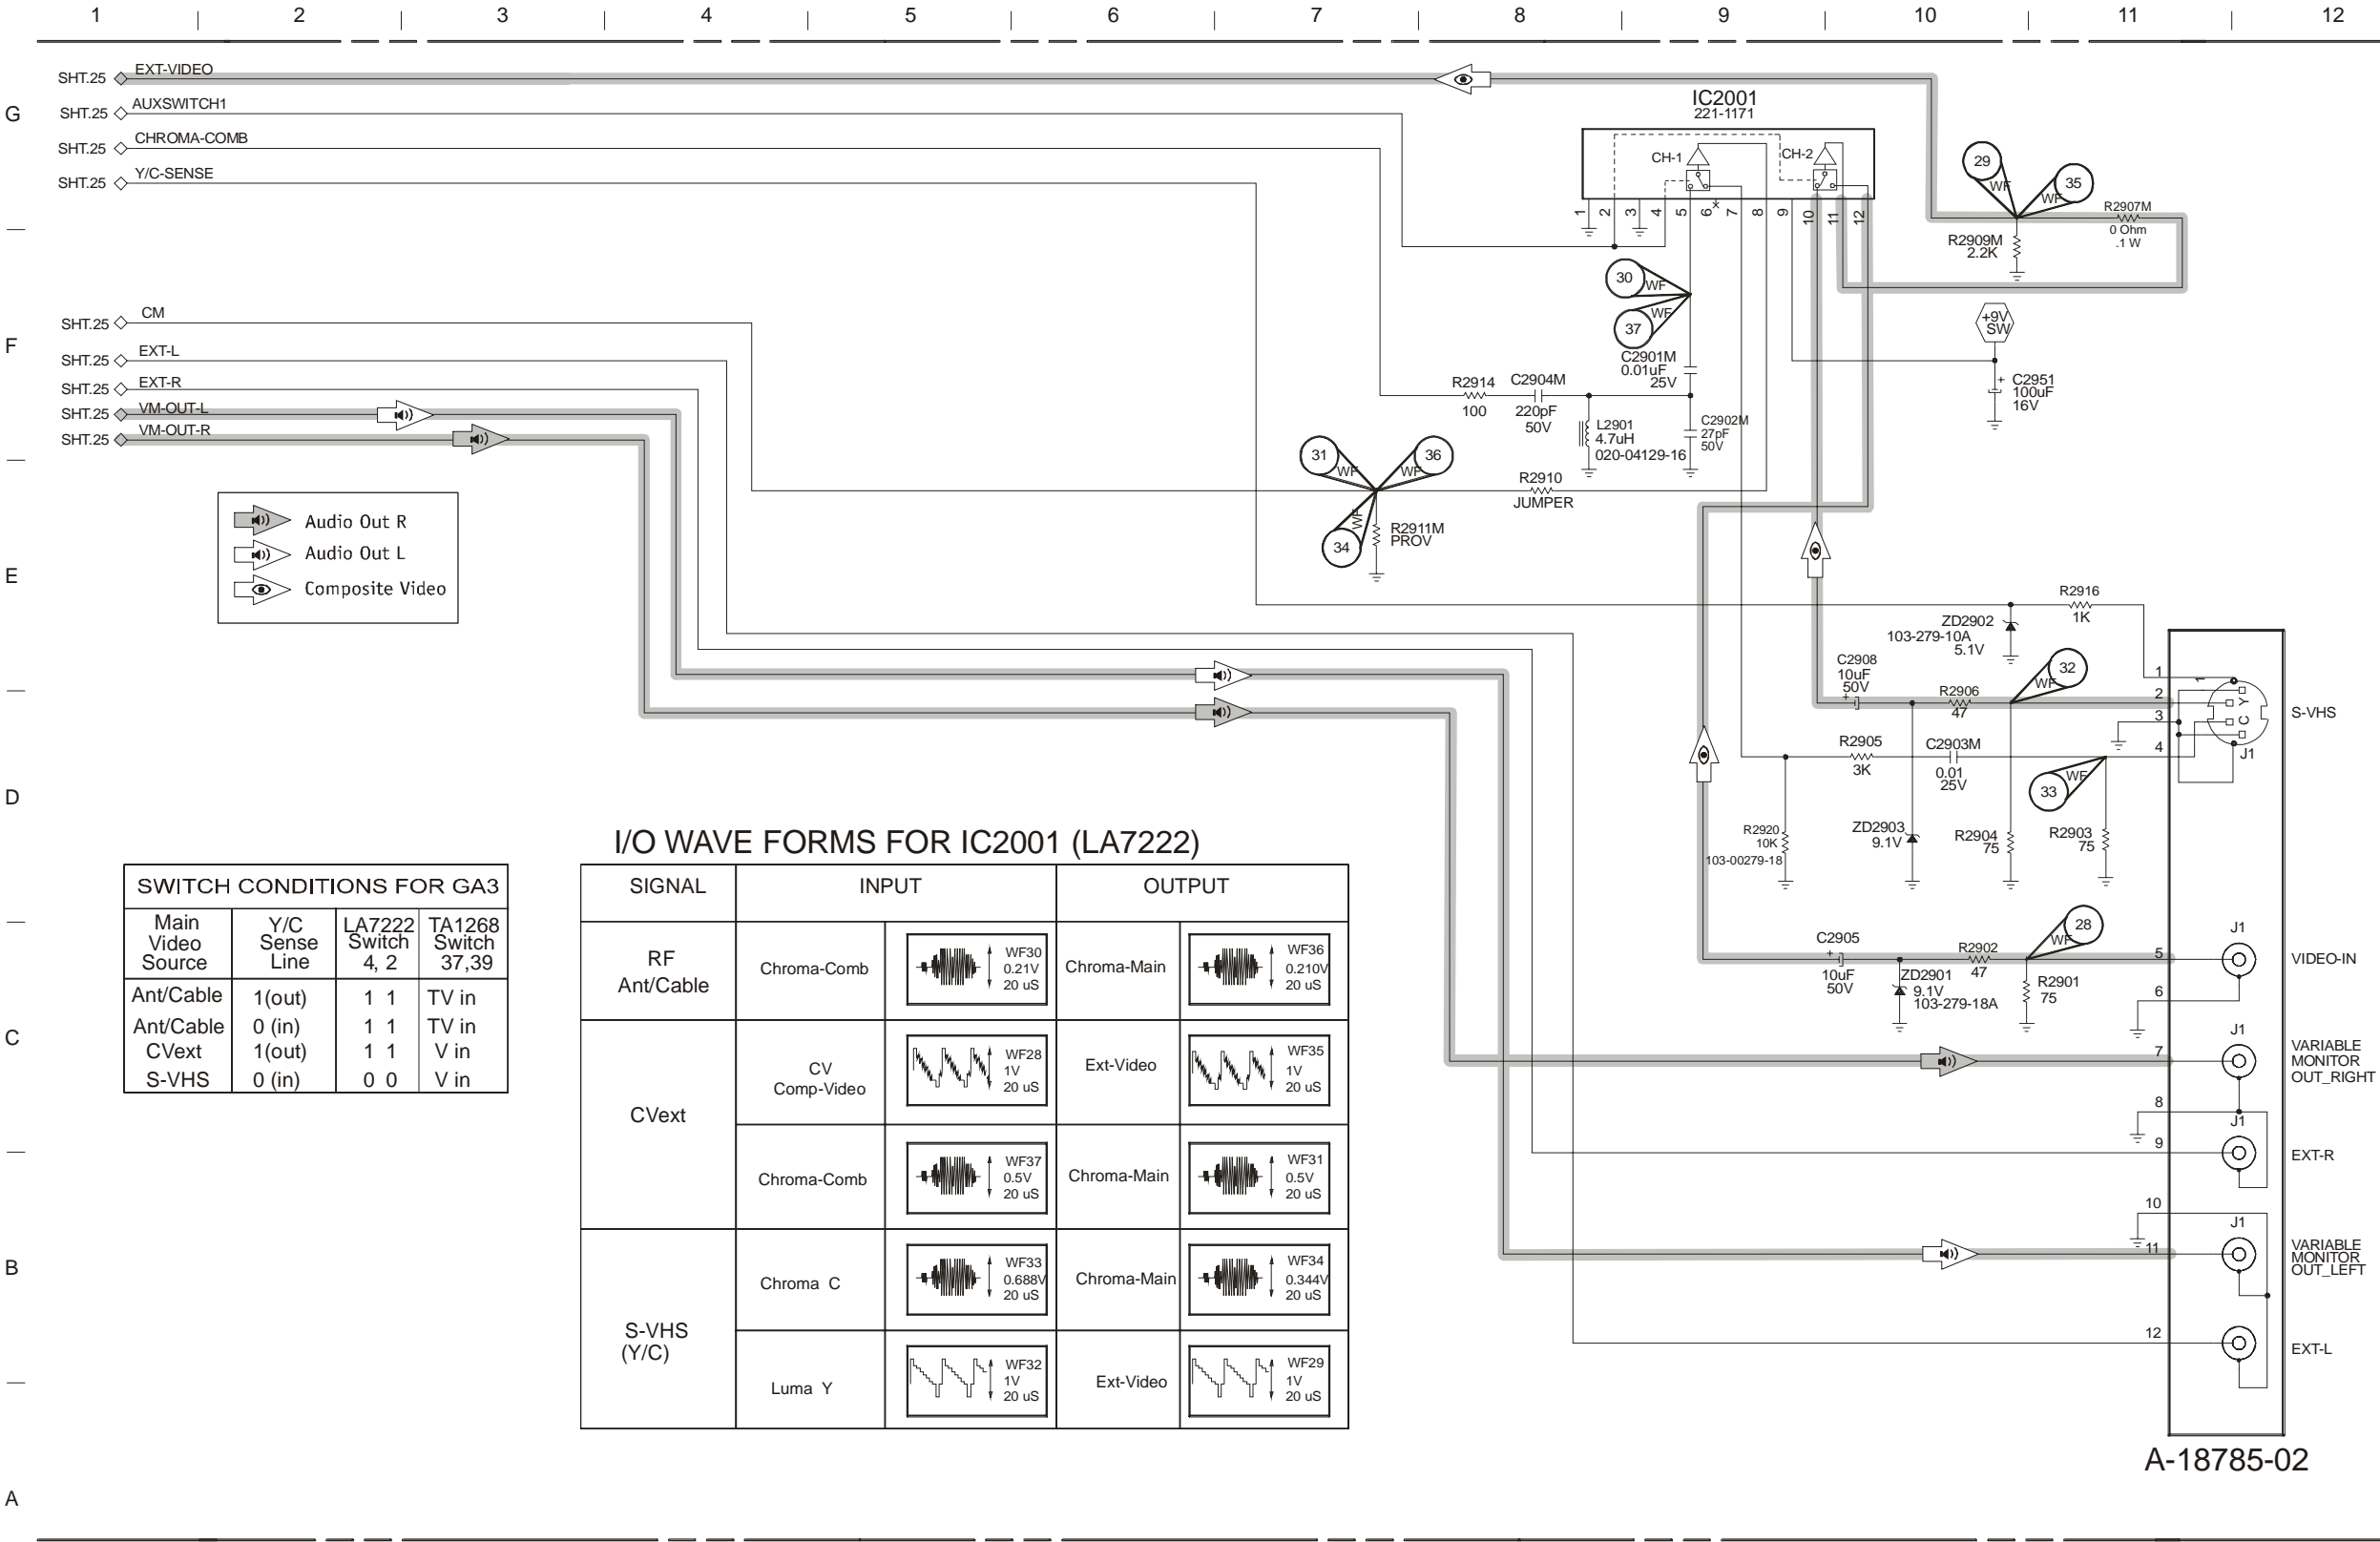 1 2 3 4 5 6 7 8 9 10 11 12
G
F
E
D
C
B
A
SHT.25 EXT-VIDEO
SHT.25 AUXSWITCH1
SHT.25 CHROMA-COMB
SHT.25 Y/C-SENSE
SHT.25 CM
SHT.25 EXT-L
SHT.25 EXT-R
SHT.25 VM-OUT-L
SHT.25 VM-OUT-R
Audio Out R
Audio Out L
Composite Video
IC2001
221-1171
CH-1
CH-2
1 2 3 4 5 6 7 8 9 10 11 12
29 WF
35 WF
R2907M
0 Ohm
.1 W
R2909M
2.2K
30 WF
37 WF
+9V
SW
C2951
+
100uF
16V
C2901M
0.01uF
25V
R2914
100
C2904M
220pF
50V
L2901
4.7uH
020-04129-16
C2902M
27pF
50V
31 WF
36 WF
34 WF
R2910
JUMPER
R2911M
PROV
R2916
1K
ZD2902
103-279-10A
5.1V
C2908
10uF
50V
+
R2906
47
32 WF
R2905
3K
C2903M
0.01
25V
33 WF
R2920
10K
103-00279-18
ZD2903
9.1V
R2904
75
R2903
75
C2905
+
10uF
50V
ZD2901
9.1V
103-279-18A
R2902
47
28 WF
R2901
75
1
2
3
4
5
6
7
8
9
10
11
12
1
Y
C
J1
S-VHS
J1
VIDEO-IN
J1
VARIABLE
MONITOR
OUT_RIGHT
J1
EXT-R
J1
VARIABLE
MONITOR
OUT_LEFT
EXT-L
A-18785-02
SWITCH CONDITIONS FOR GA3
Main Video Source
Y/C Sense Line
LA7222 Switch 4, 2
TA1268 Switch 37,39
Ant/Cable 1(out) 1 1 TV in
Ant/Cable 0 (in) 1 1 TV in
CVext 1(out) 1 1 V in
S-VHS 0 (in) 0 0 V in
I/O WAVE FORMS FOR IC2001 (LA7222)
SIGNAL INPUT OUTPUT
RF
Ant/Cable
Chroma-Comb
WF30
0.21V
20 uS
Chroma-Main
WF36
0.210V
20 uS
CVext
CV
Comp-Video
WF28
1V
20 uS
Ext-Video
WF35
1V
20 uS
Chroma-Comb
WF37
0.5V
20 uS
Chroma-Main
WF31
0.5V
20 uS
S-VHS
(Y/C)
Chroma C
WF33
0.688V
20 uS
Chroma-Main
WF34
0.344V
20 uS
Luma Y
WF32
1V
20 uS
Ext-Video
WF29
1V
20 uS